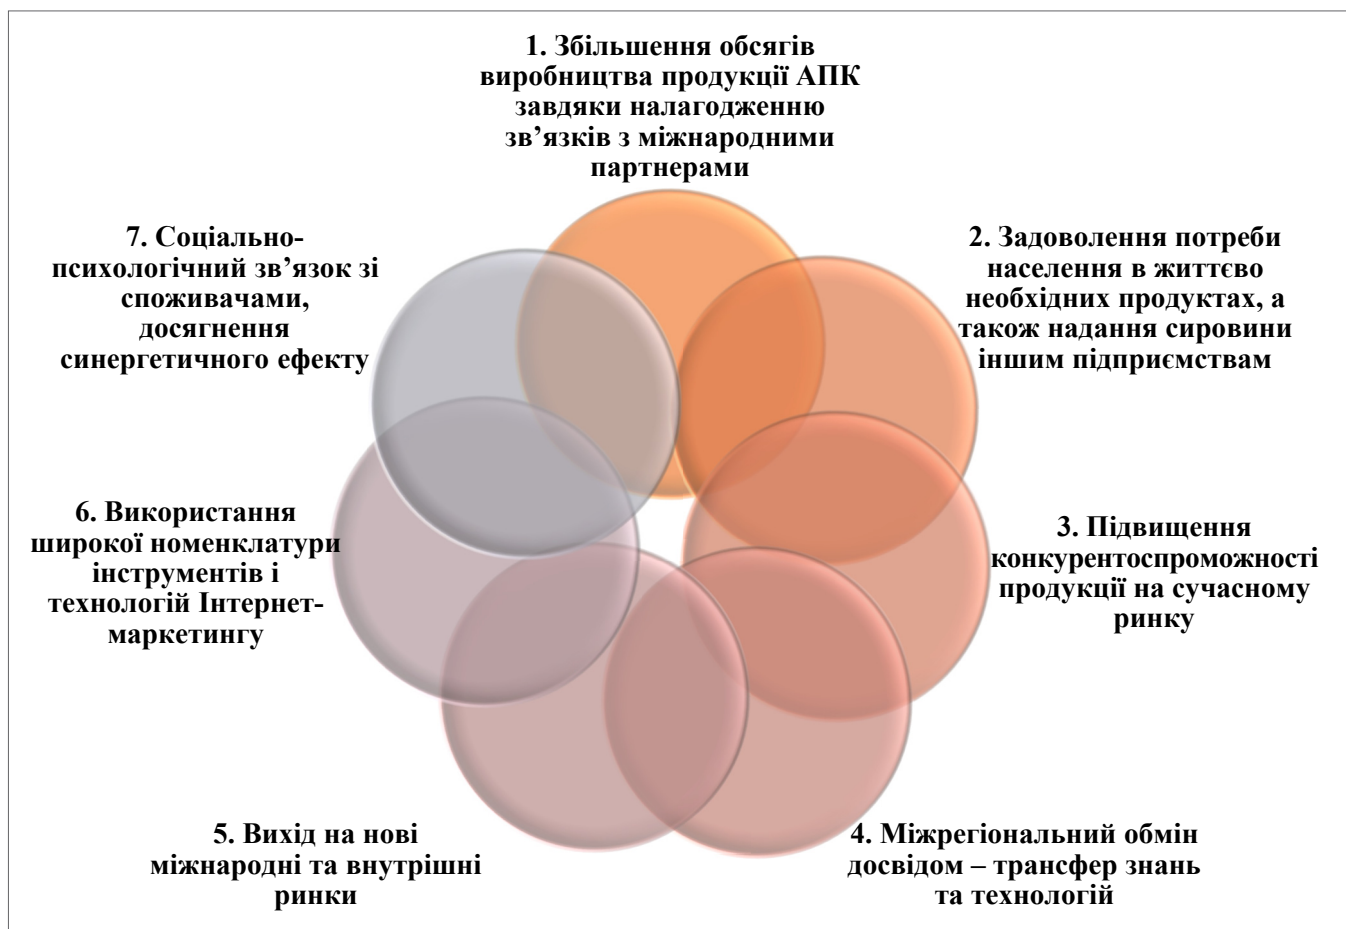 1. Збільшення обсягів
виробництва продукції АПК
завдяки налагодженню
зв’язків з міжнародними
партнерами
2. Задоволення потреби
населення в життєво
необхідних продуктах, а
також надання сировини
іншим підприємствам
3. Підвищення
конкурентоспроможності
продукції на сучасному
ринку
4. Міжрегіональний обмін
досвідом – трансфер знань
та технологій
5. Вихід на нові
міжнародні та внутрішні
ринки
6. Використання
широкої номенклатури
інструментів і
технологій Інтернет-
маркетингу
7. Соціально-
психологічний зв’язок зі
споживачами,
досягнення
синергетичного ефекту